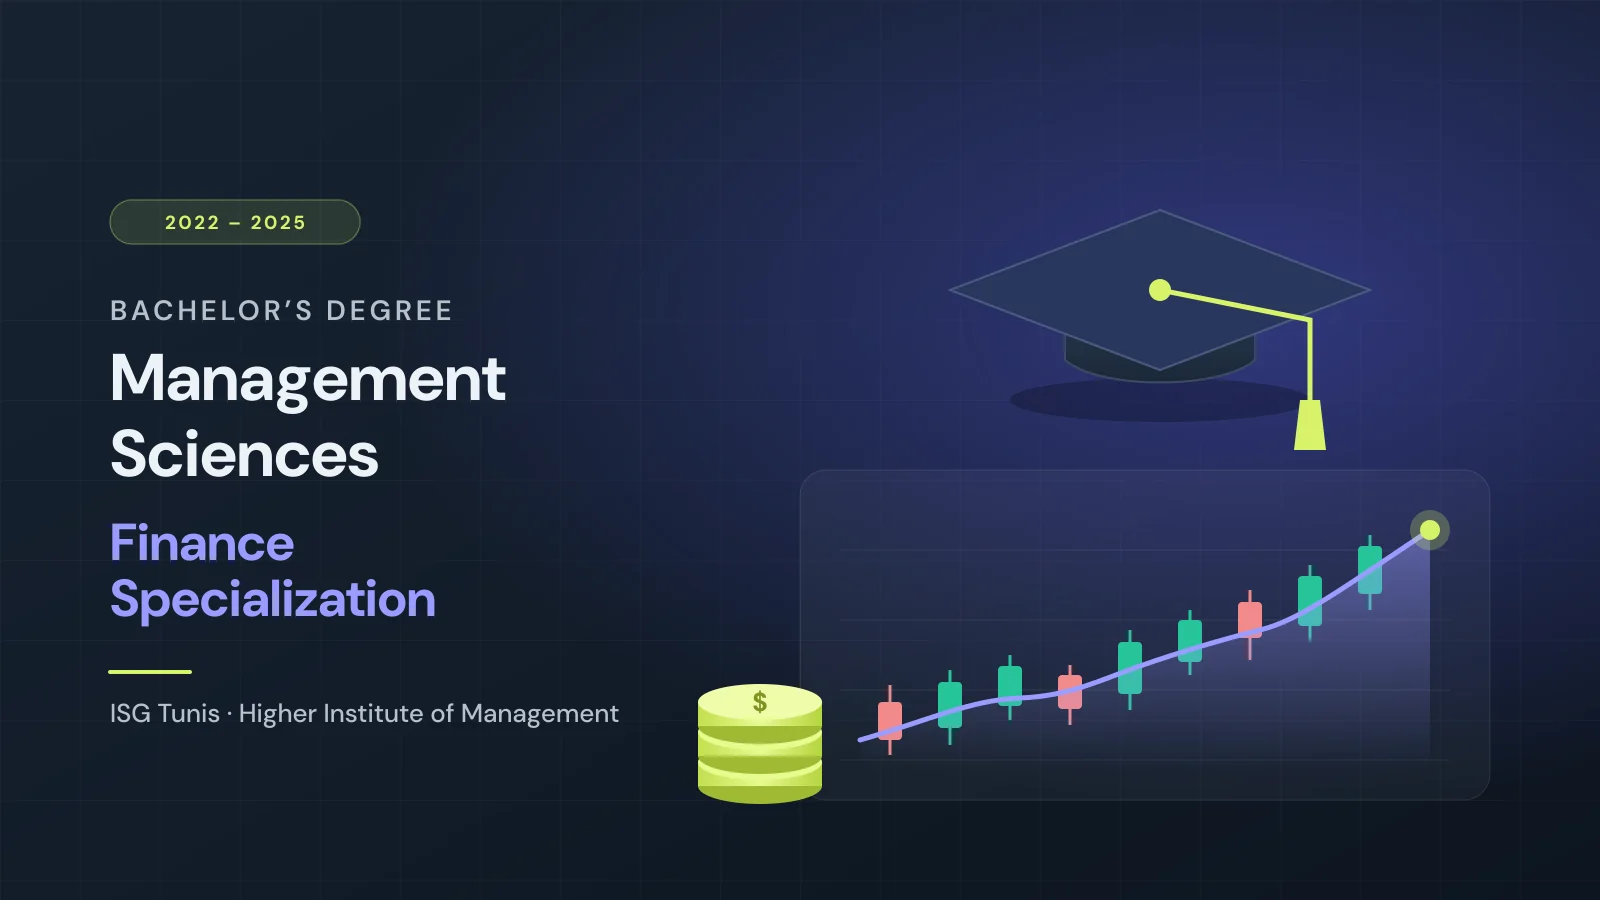 2022 – 2025
BACHELOR’S DEGREE
Management
Sciences
Finance
Specialization
ISG Tunis · Higher Institute of Management
$